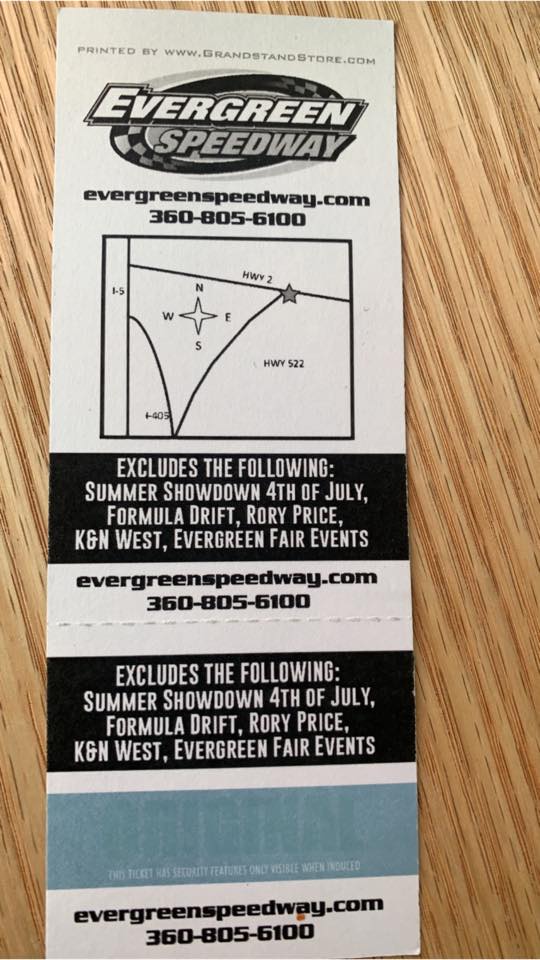 PRINTED BY WWW.GRANDSTANDSTORE.COM
EVERGREEN
SPEEDWAY
evergreenspeedway.com
360-805-6100
HWY 2
I-5
N
W E
S
HWY 522
I-405
EXCLUDES THE FOLLOWING:
SUMMER SHOWDOWN 4TH OF JULY,
FORMULA DRIFT, RORY PRICE,
K&N WEST, EVERGREEN FAIR EVENTS
evergreenspeedway.com
360-805-6100
EXCLUDES THE FOLLOWING:
SUMMER SHOWDOWN 4TH OF JULY,
FORMULA DRIFT, RORY PRICE,
K&N WEST, EVERGREEN FAIR EVENTS
ORIGINAL
THIS TICKET HAS SECURITY FEATURES ONLY VISIBLE WHEN INDUCED
evergreenspeedway.com
360-805-6100